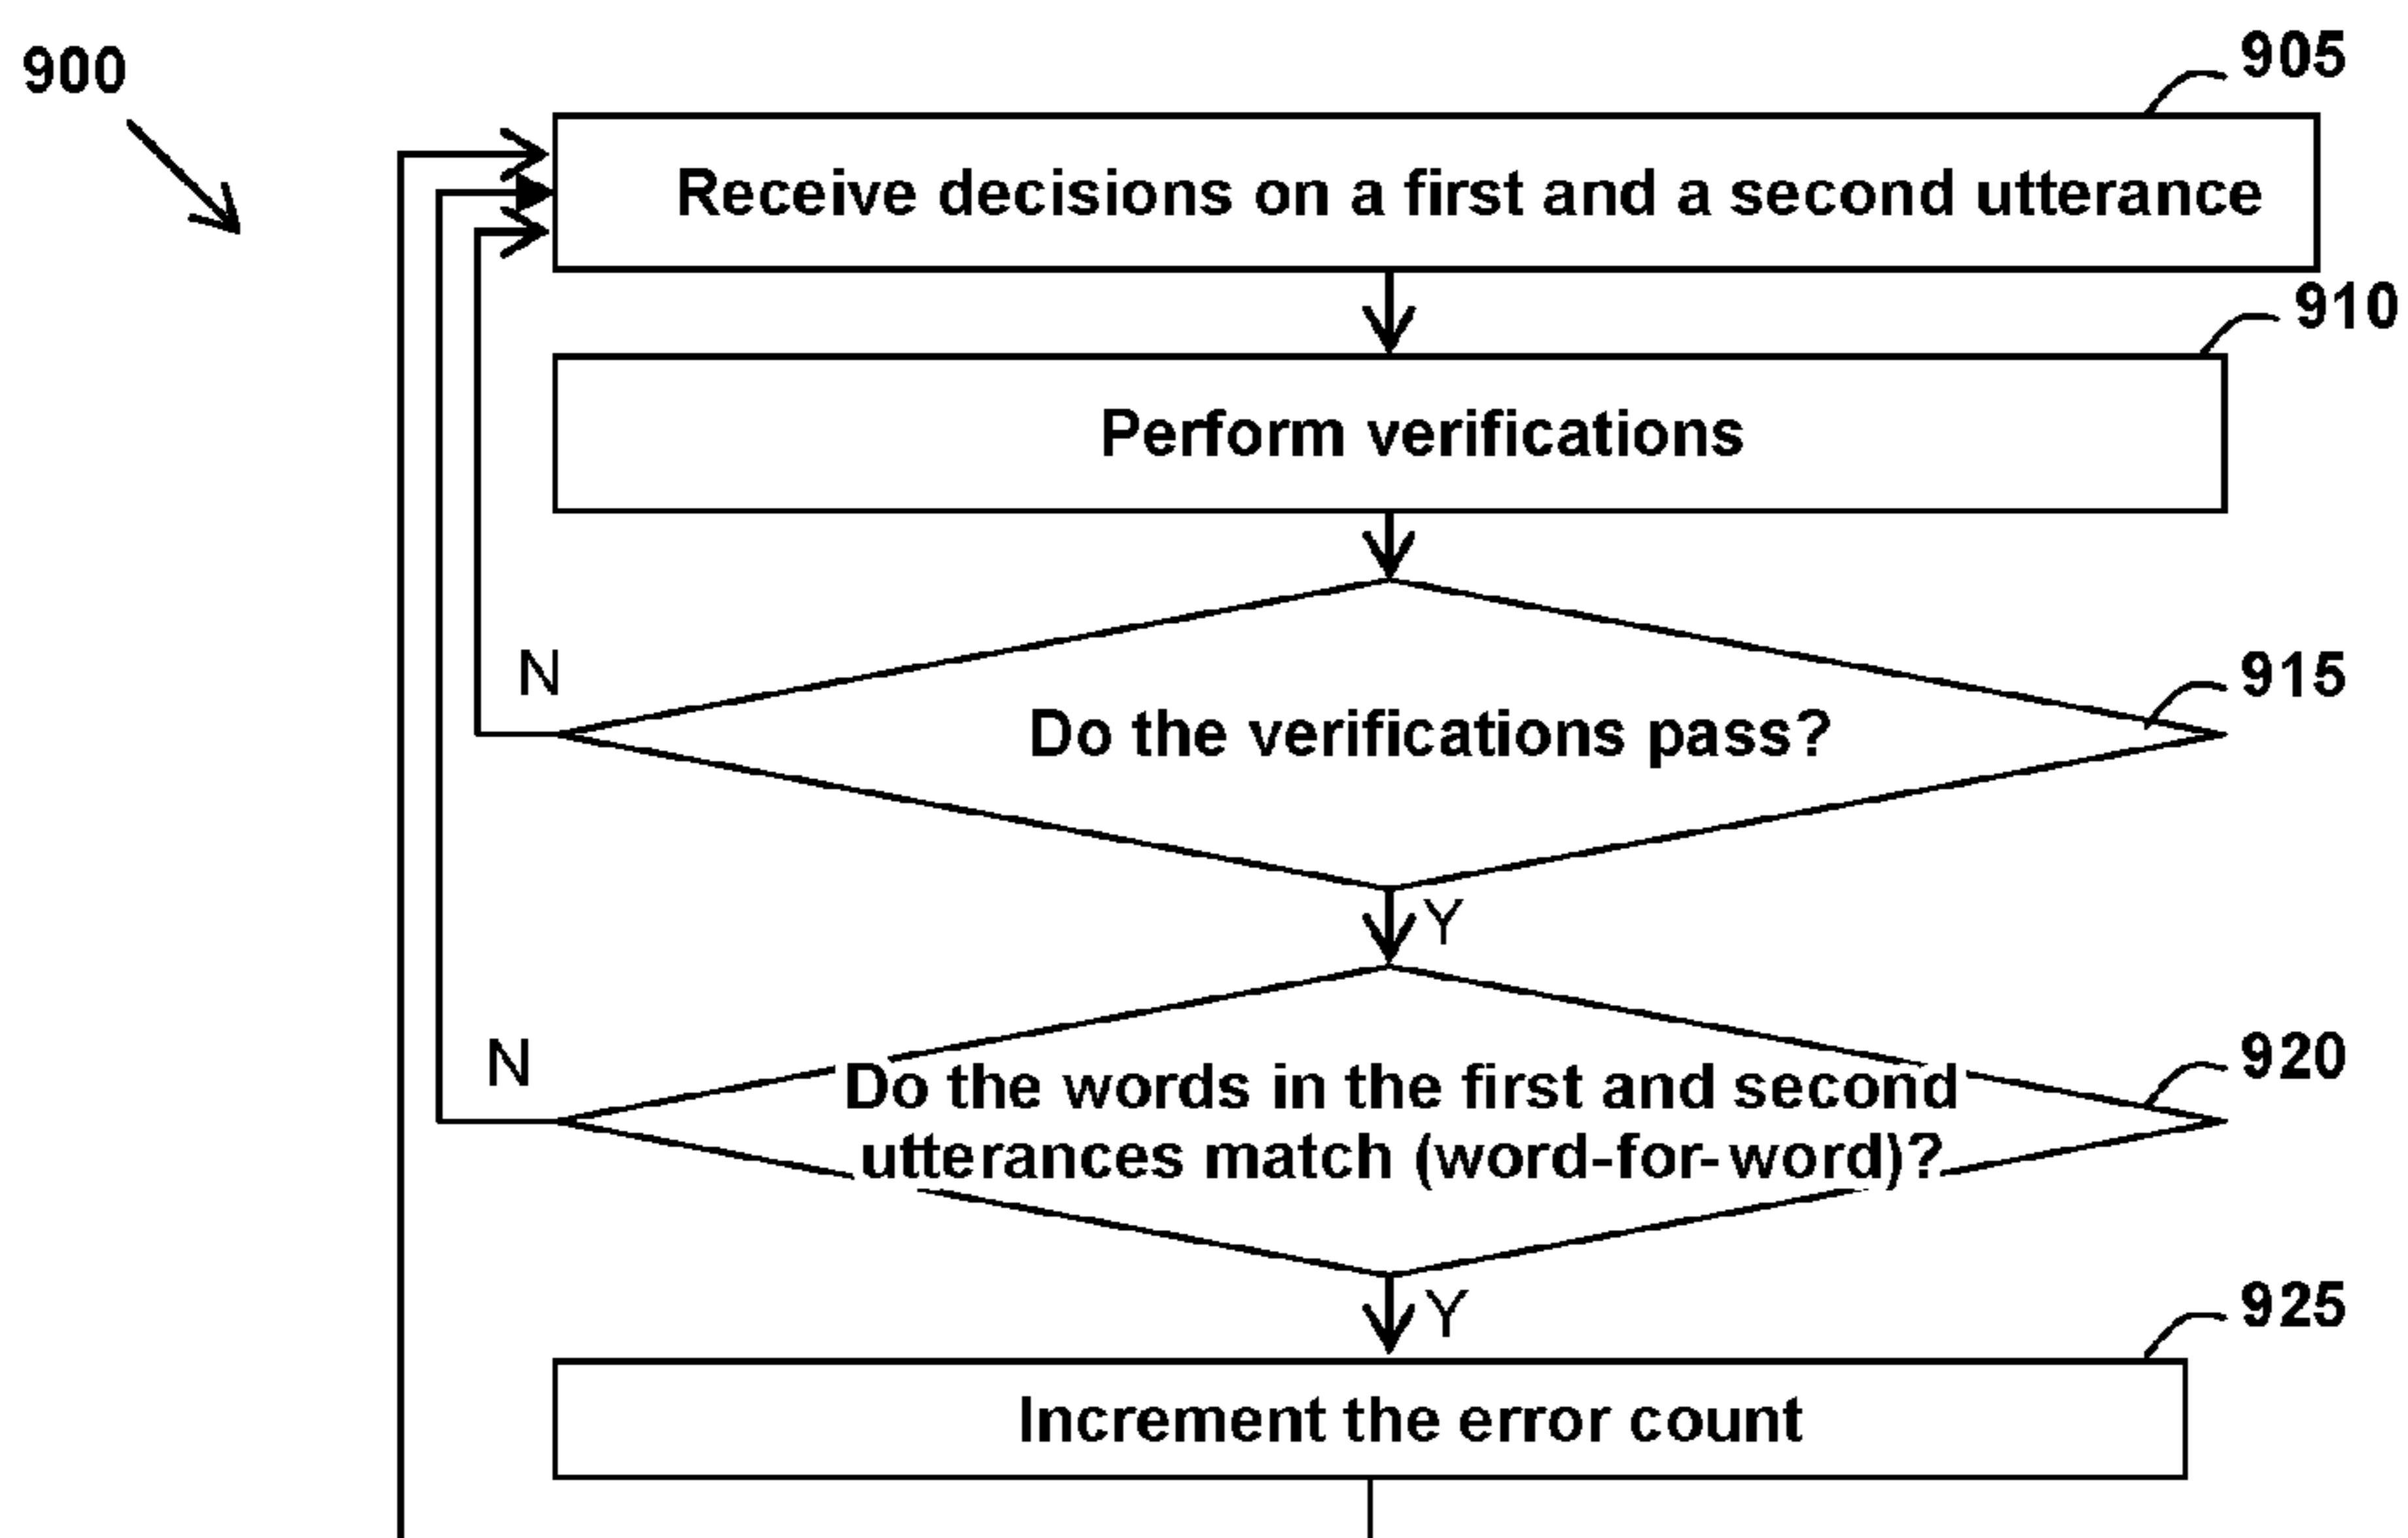 900
905
Receive decisions on a first and a second utterance
910
Perform verifications
N
915
Do the verifications pass?
Y
N
920
Do the words in the first and second
utterances match (word-for-word)?
Y
925
Increment the error count